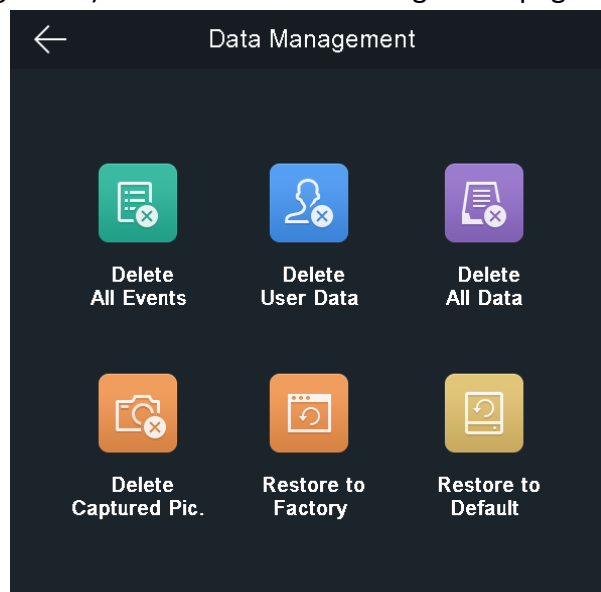 Data Management
Delete
All Events
Delete
User Data
Delete
All Data
Delete
Captured Pic.
Restore to
Factory
Restore to
Default